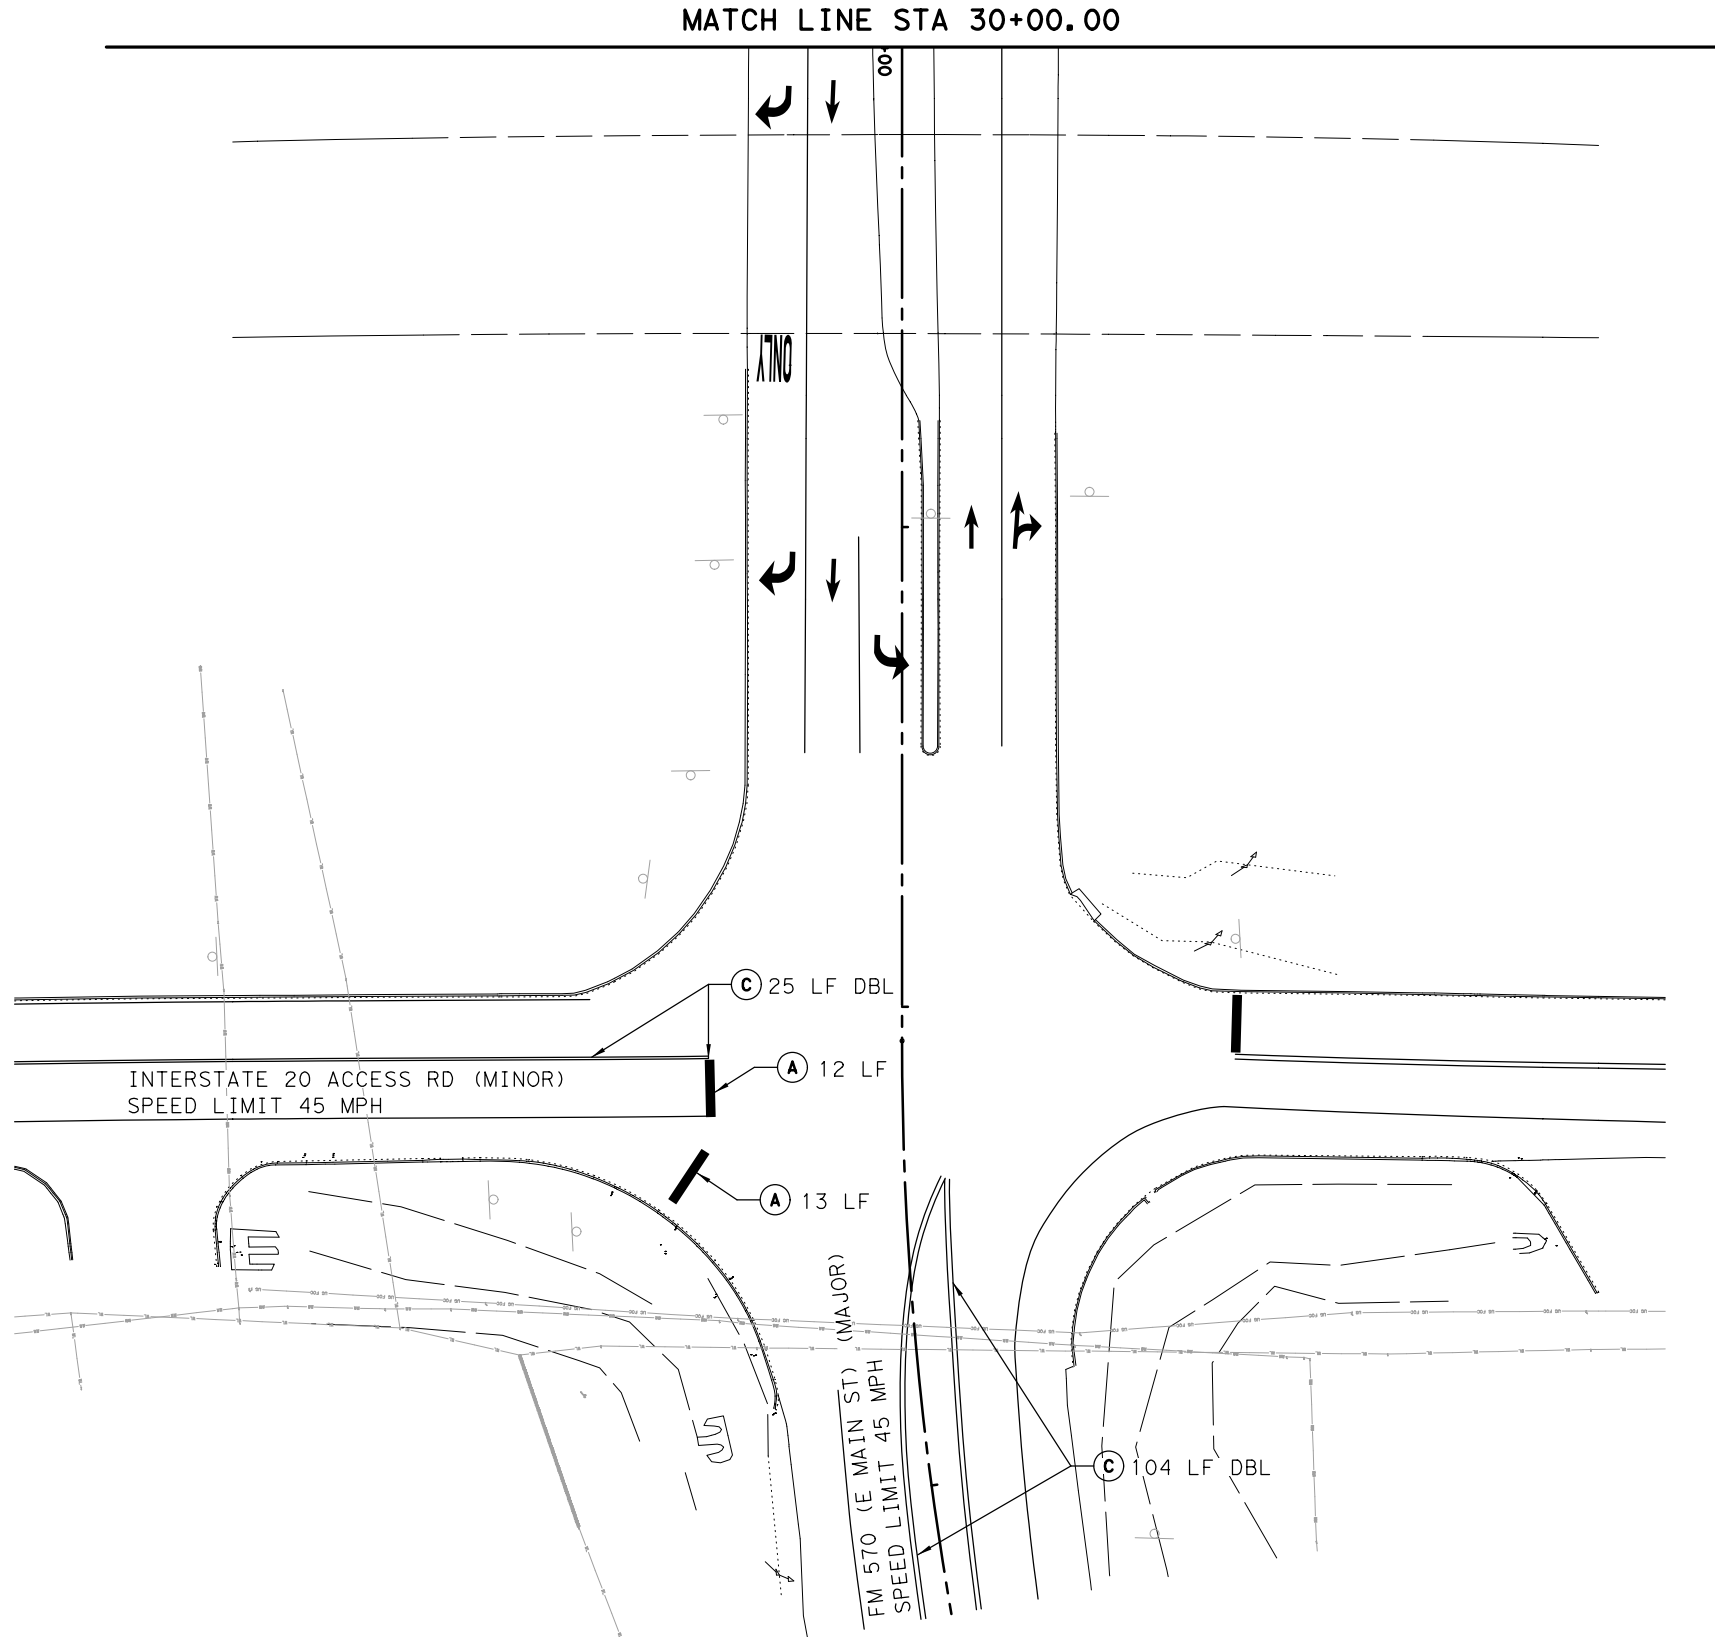 MATCH LINE STA 30+00.00
+00
ONLY
C 25 LF DBL
A 12 LF
INTERSTATE 20 ACCESS RD (MINOR)
SPEED LIMIT 45 MPH
A 13 LF
FM 570 (E MAIN ST) (MAJOR)
SPEED LIMIT 45 MPH
C 104 LF DBL